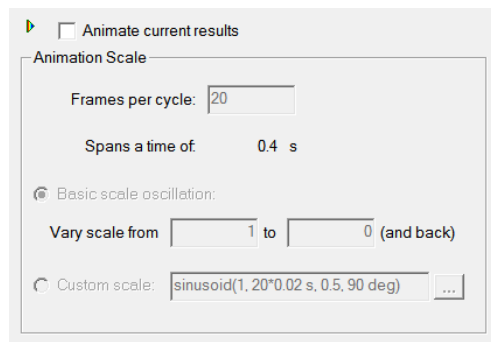 Animate current results
Animation Scale
Frames per cycle: 20
Spans a time of: 0.4 s
Basic scale oscillation:
Vary scale from 1 to 0 (and back)
Custom scale: sinusoid(1, 20*0.02 s, 0.5, 90 deg) ...